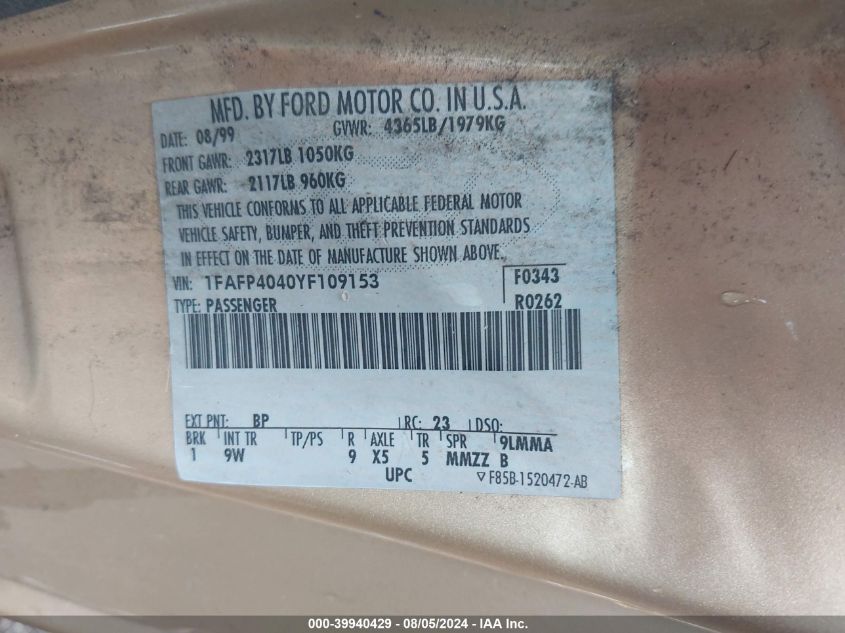 MFD. BY FORD MOTOR CO. IN U.S.A.
DATE: 08/99 GVWR: 4365LB/1979KG
FRONT GAWR: 2317LB 1050KG
REAR GAWR: 2117LB 960KG
THIS VEHICLE CONFORMS TO ALL APPLICABLE FEDERAL MOTOR
VEHICLE SAFETY, BUMPER, AND THEFT PREVENTION STANDARDS
IN EFFECT ON THE DATE OF MANUFACTURE SHOWN ABOVE.
VIN: 1FAFP4040YF109153 F0343
TYPE: PASSENGER R0262
EXT PNT: BP RC: 23 DSO:
BRK INT TR TP/PS R AXLE TR SPR 9LMMA
1 9W 9 X5 5 MMZZ B
UPC F85B-1520472-AB
000-39940429 - 08/05/2024 - IAA Inc.